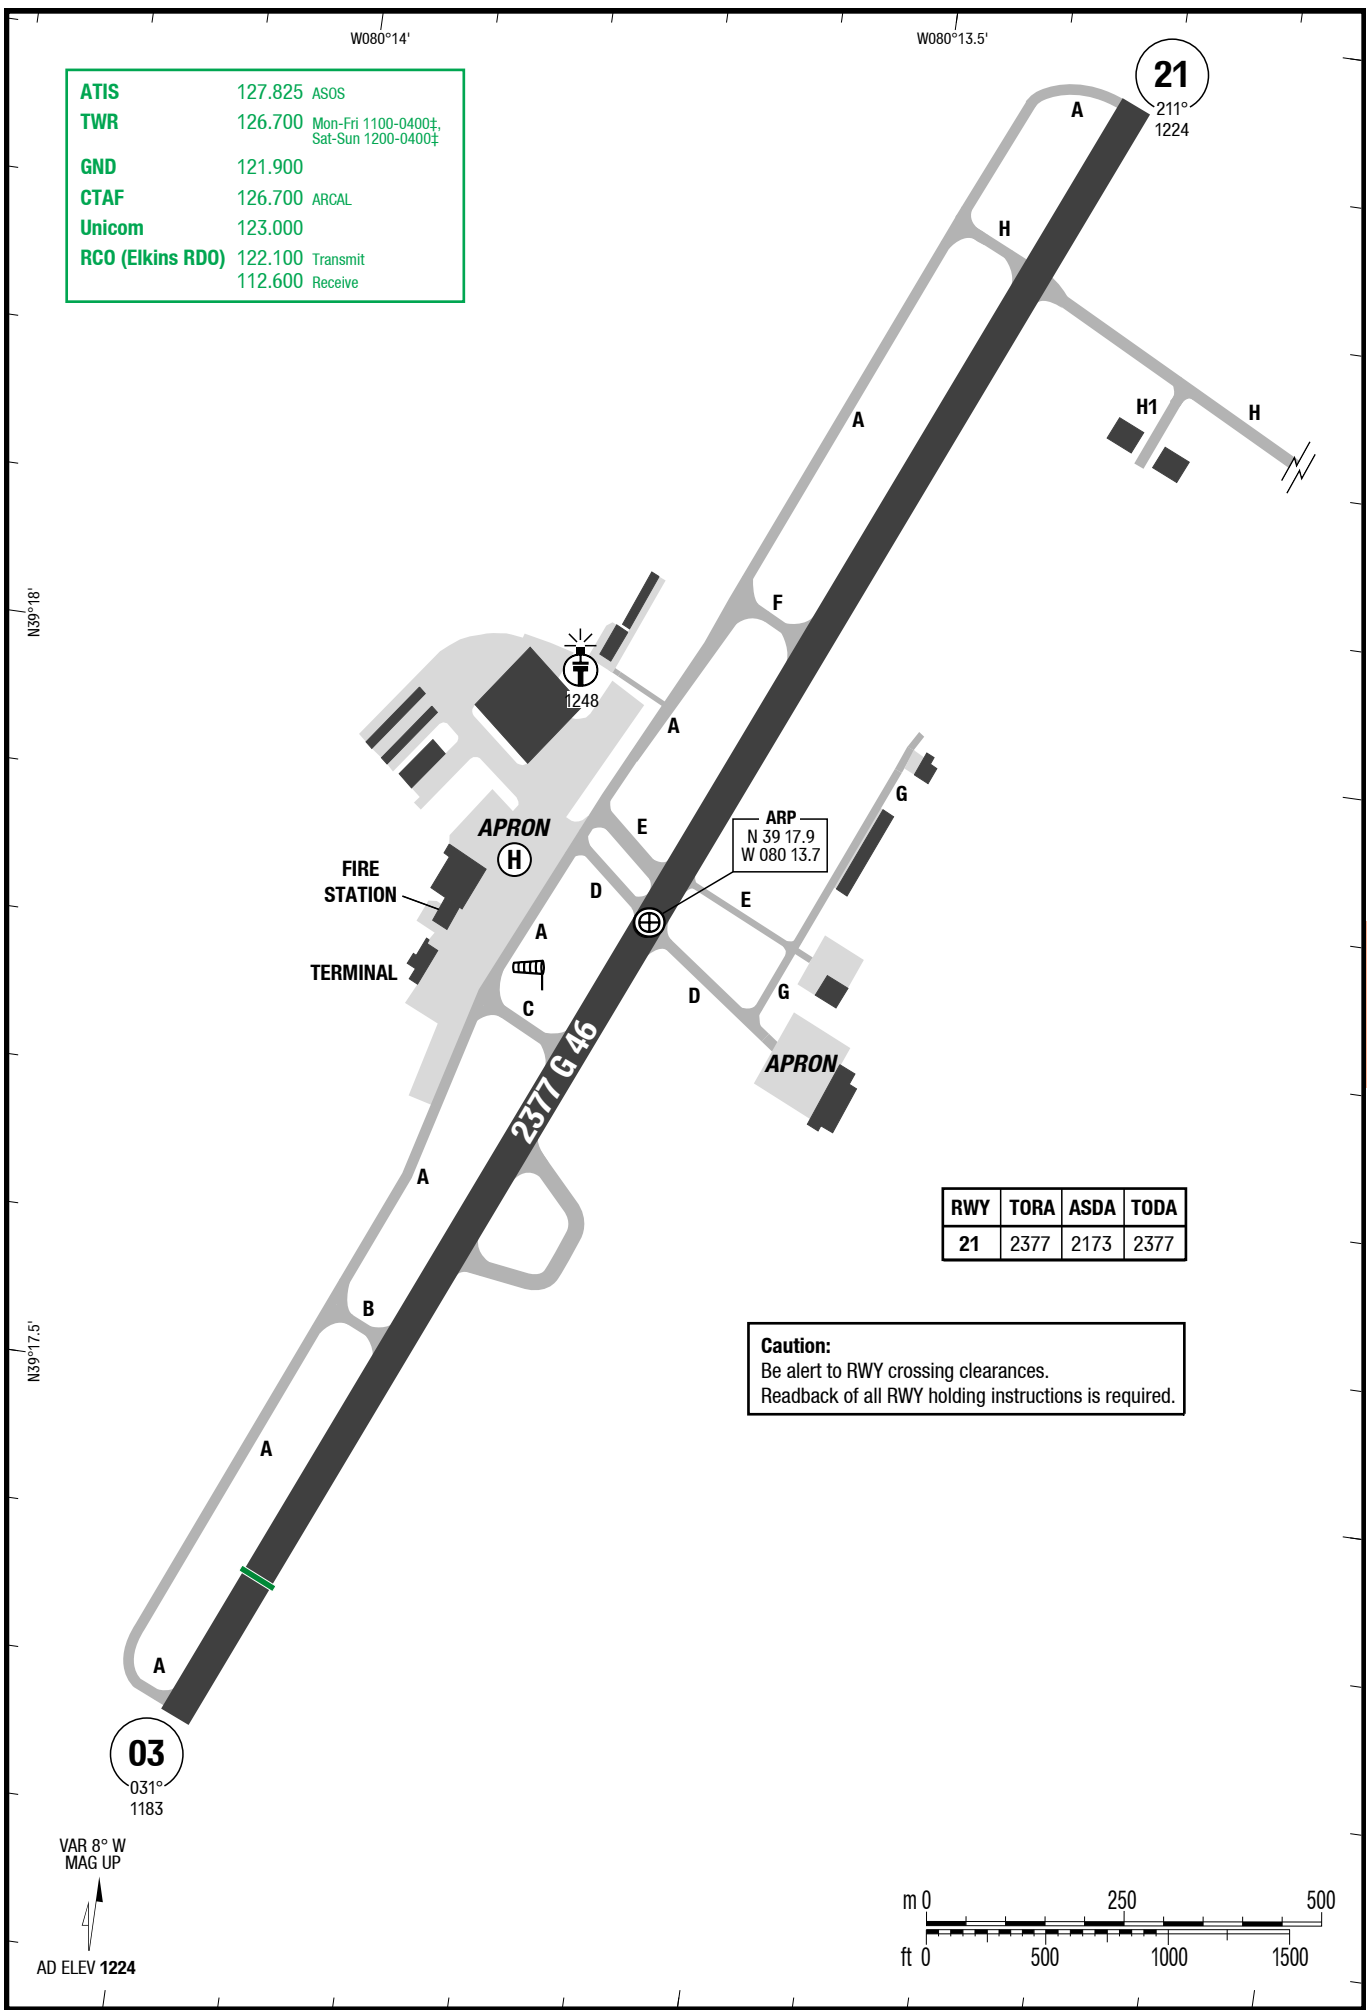 W080°14'
W080°13.5'
ATIS 127.825 ASOS
TWR 126.700 Mon-Fri 1100-0400‡,
Sat-Sun 1200-0400‡
GND 121.900
CTAF 126.700 ARCAL
Unicom 123.000
RCO (Elkins RDO) 122.100 Transmit
112.600 Receive
21
211°
1224
A
H
H1
H
A
N39°18'
F
1248
A
G
E
ARP
N 39 17.9
W 080 13.7
APRON
H
FIRE
STATION
D
E
A
TERMINAL
C
D
G
APRON
2377 G 46
A
RWY TORA ASDA TODA
21 2377 2173 2377
B
N39°17.5'
Caution:
Be alert to RWY crossing clearances.
Readback of all RWY holding instructions is required.
A
A
03
031°
1183
VAR 8° W
MAG UP
AD ELEV 1224
m 0 250 500
ft 0 500 1000 1500